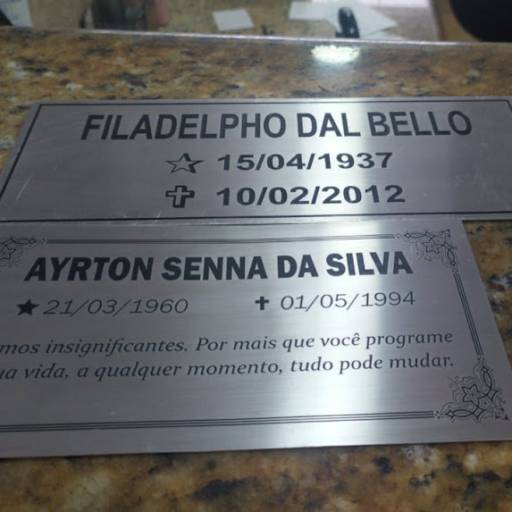 FILADELPHO DAL BELLO
15/04/1937
10/02/2012
AYRTON SENNA DA SILVA
21/03/1960 01/05/1994
insignificantes. Por mais que você programe
vida, a qualquer momento, tudo pode mudar.